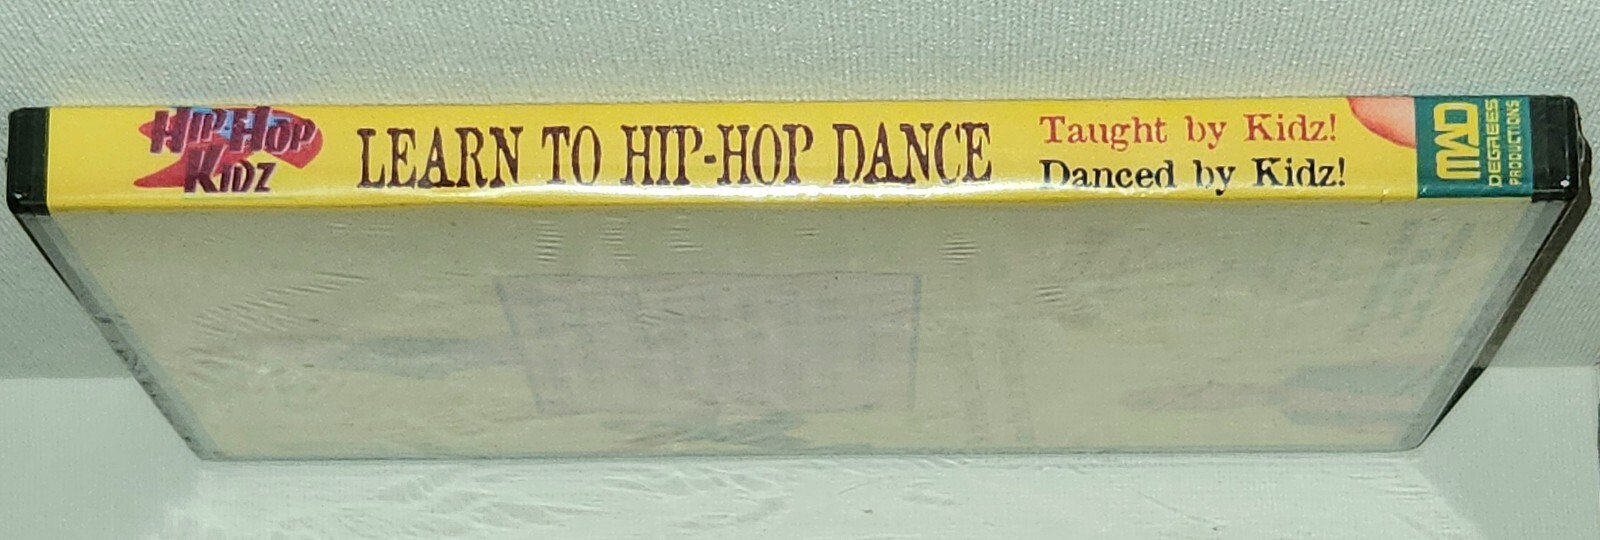 HIP-HOP
KIDZ
LEARN TO HIP-HOP DANCE
Taught by Kidz!
Danced by Kidz!
MAD
DEGREES
PRODUCTIONS